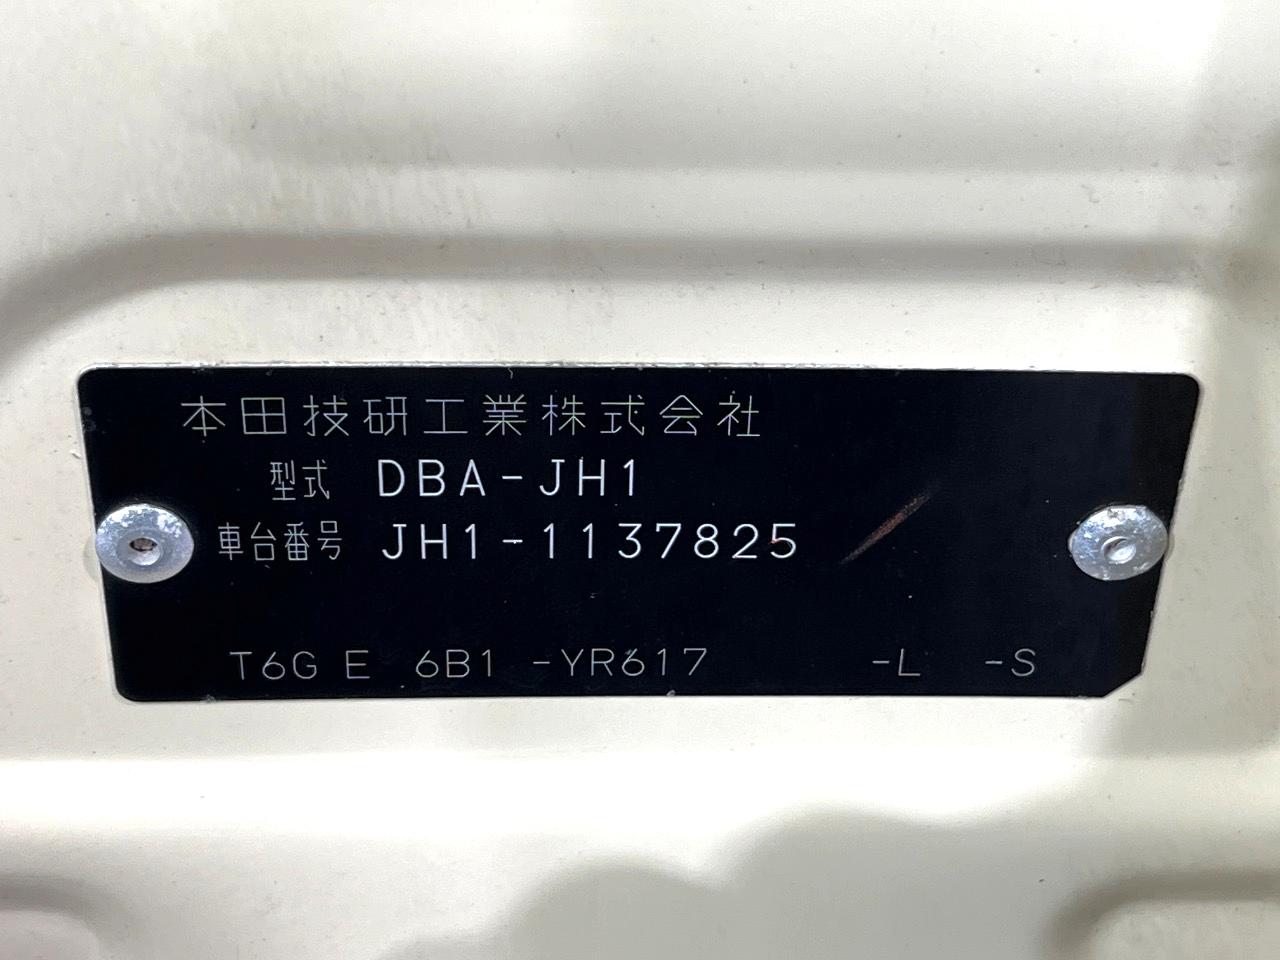 本田技研工業株式会社
型式 DBA-JH1
車台番号 JH1-1137825
T6G E 6B1 -YR617 -L -S